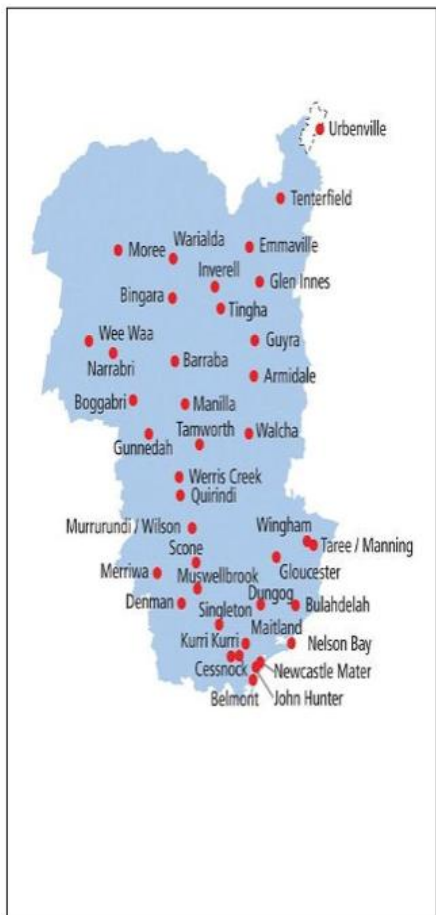 Urbenville
Tenterfield
Warialda
Emmaville
Moree
Inverell
Glen Innes
Bingara
Tingha
Wee Waa
Guyra
Narrabri
Barraba
Armidale
Boggabri
Manilla
Tamworth
Walcha
Gunnedah
Werris Creek
Quirindi
Murrurundi / Wilson
Wingham
Taree / Manning
Scone
Gloucester
Merriwa
Muswellbrook
Dungog
Denman
Bulahdelah
Singleton
Maitland
Kurri Kurri
Nelson Bay
Cessnock
Newcastle Mater
Belmont
John Hunter